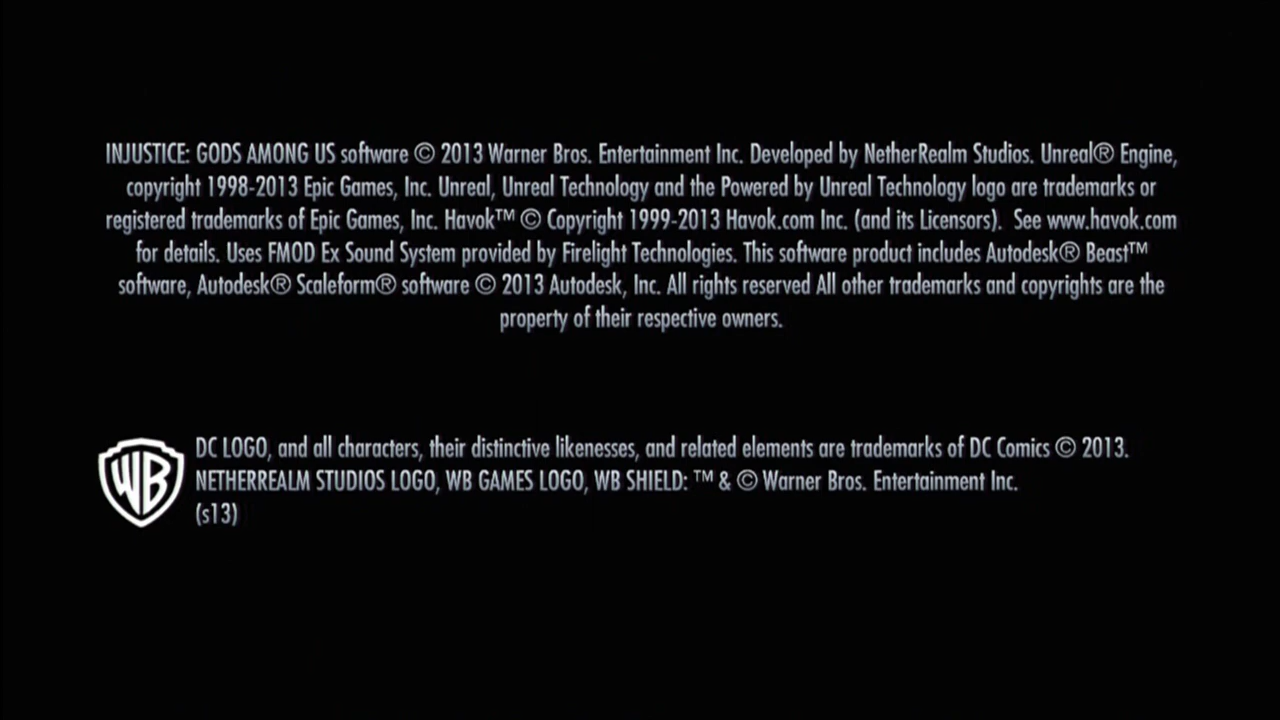 INJUSTICE: GODS AMONG US software © 2013 Warner Bros. Entertainment Inc. Developed by NetherRealm Studios. Unreal® Engine,
copyright 1998-2013 Epic Games, Inc. Unreal, Unreal Technology and the Powered by Unreal Technology logo are trademarks or
registered trademarks of Epic Games, Inc. Havok™ © Copyright 1999-2013 Havok.com Inc. (and its Licensors).  See www.havok.com
for details. Uses FMOD Ex Sound System provided by Firelight Technologies. This software product includes Autodesk® Beast™
software, Autodesk® Scaleform® software © 2013 Autodesk, Inc. All rights reserved All other trademarks and copyrights are the
property of their respective owners.
WB
DC LOGO, and all characters, their distinctive likenesses, and related elements are trademarks of DC Comics © 2013.
NETHERREALM STUDIOS LOGO, WB GAMES LOGO, WB SHIELD: ™ & © Warner Bros. Entertainment Inc.
(s13)